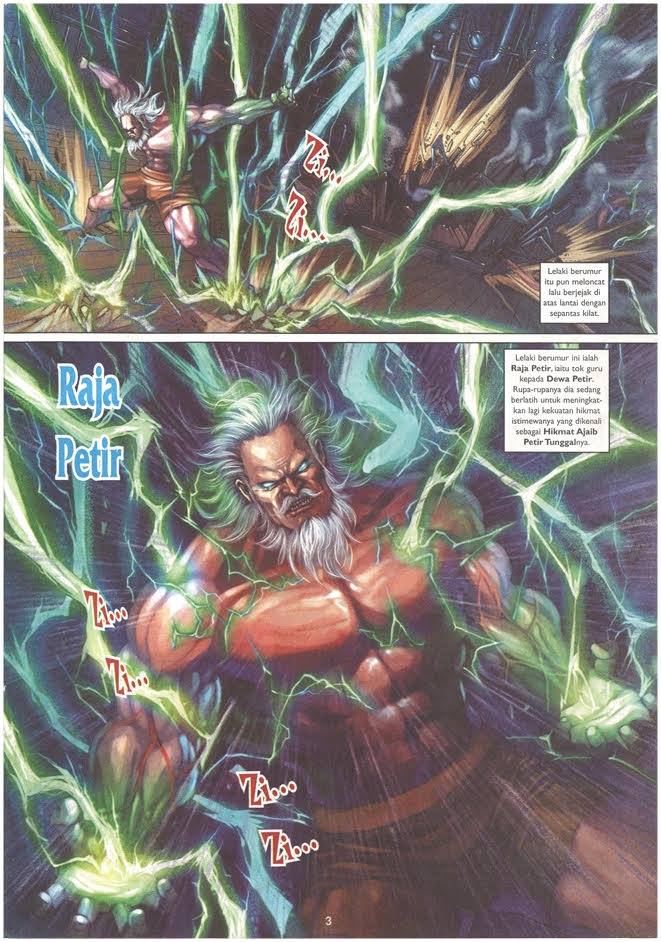 Zi...
Zi...
Lelaki berumur
itu pun meloncat
lalu berjejak di
atas lantai dengan
sepantas kilat.
Raja
Petir
Lelaki berumur ini ialah
Raja Petir, iaitu tok guru
kepada Dewa Petir.
Rupa-rupanya dia sedang
berlatih untuk meningkat-
kan lagi kekuatan hikmat
istimewanya yang dikenali
sebagai Hikmat Ajaib
Petir Tunggalnya.
Zi...
Zi...
Zi...
Zi...
3